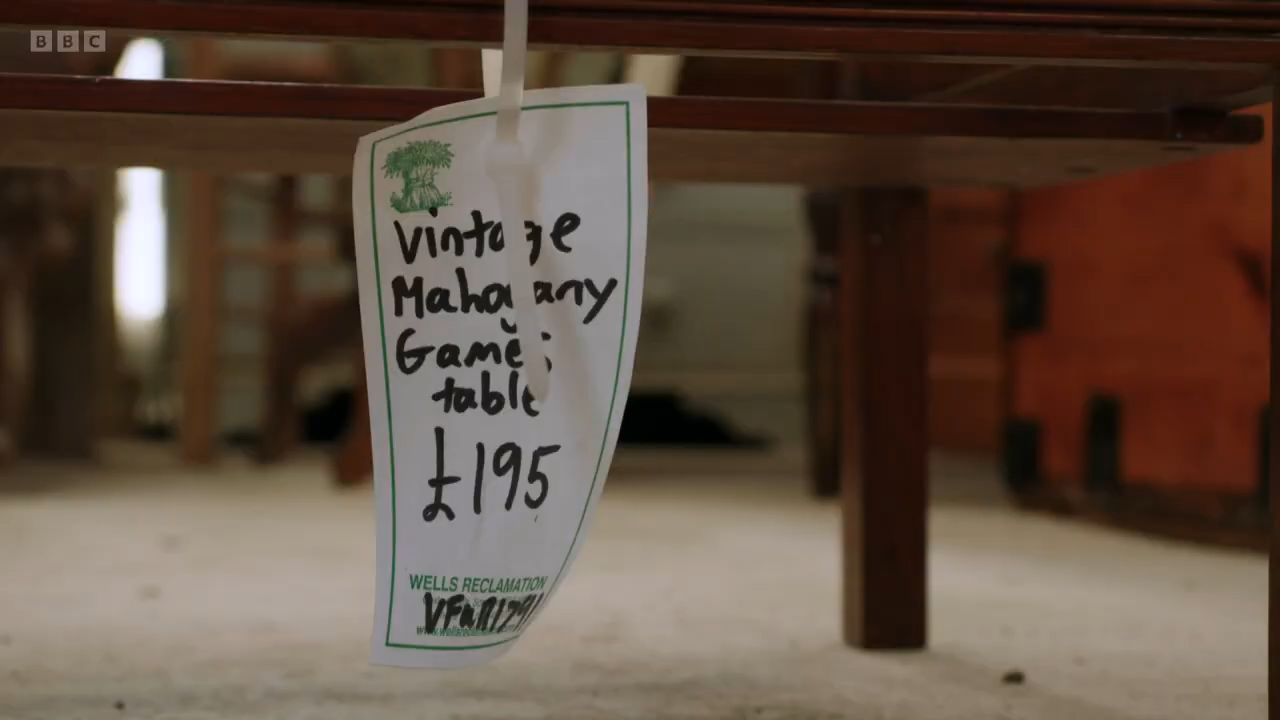 BBC
Vintage
Mahogany
Games
table
£195
WELLS RECLAMATION